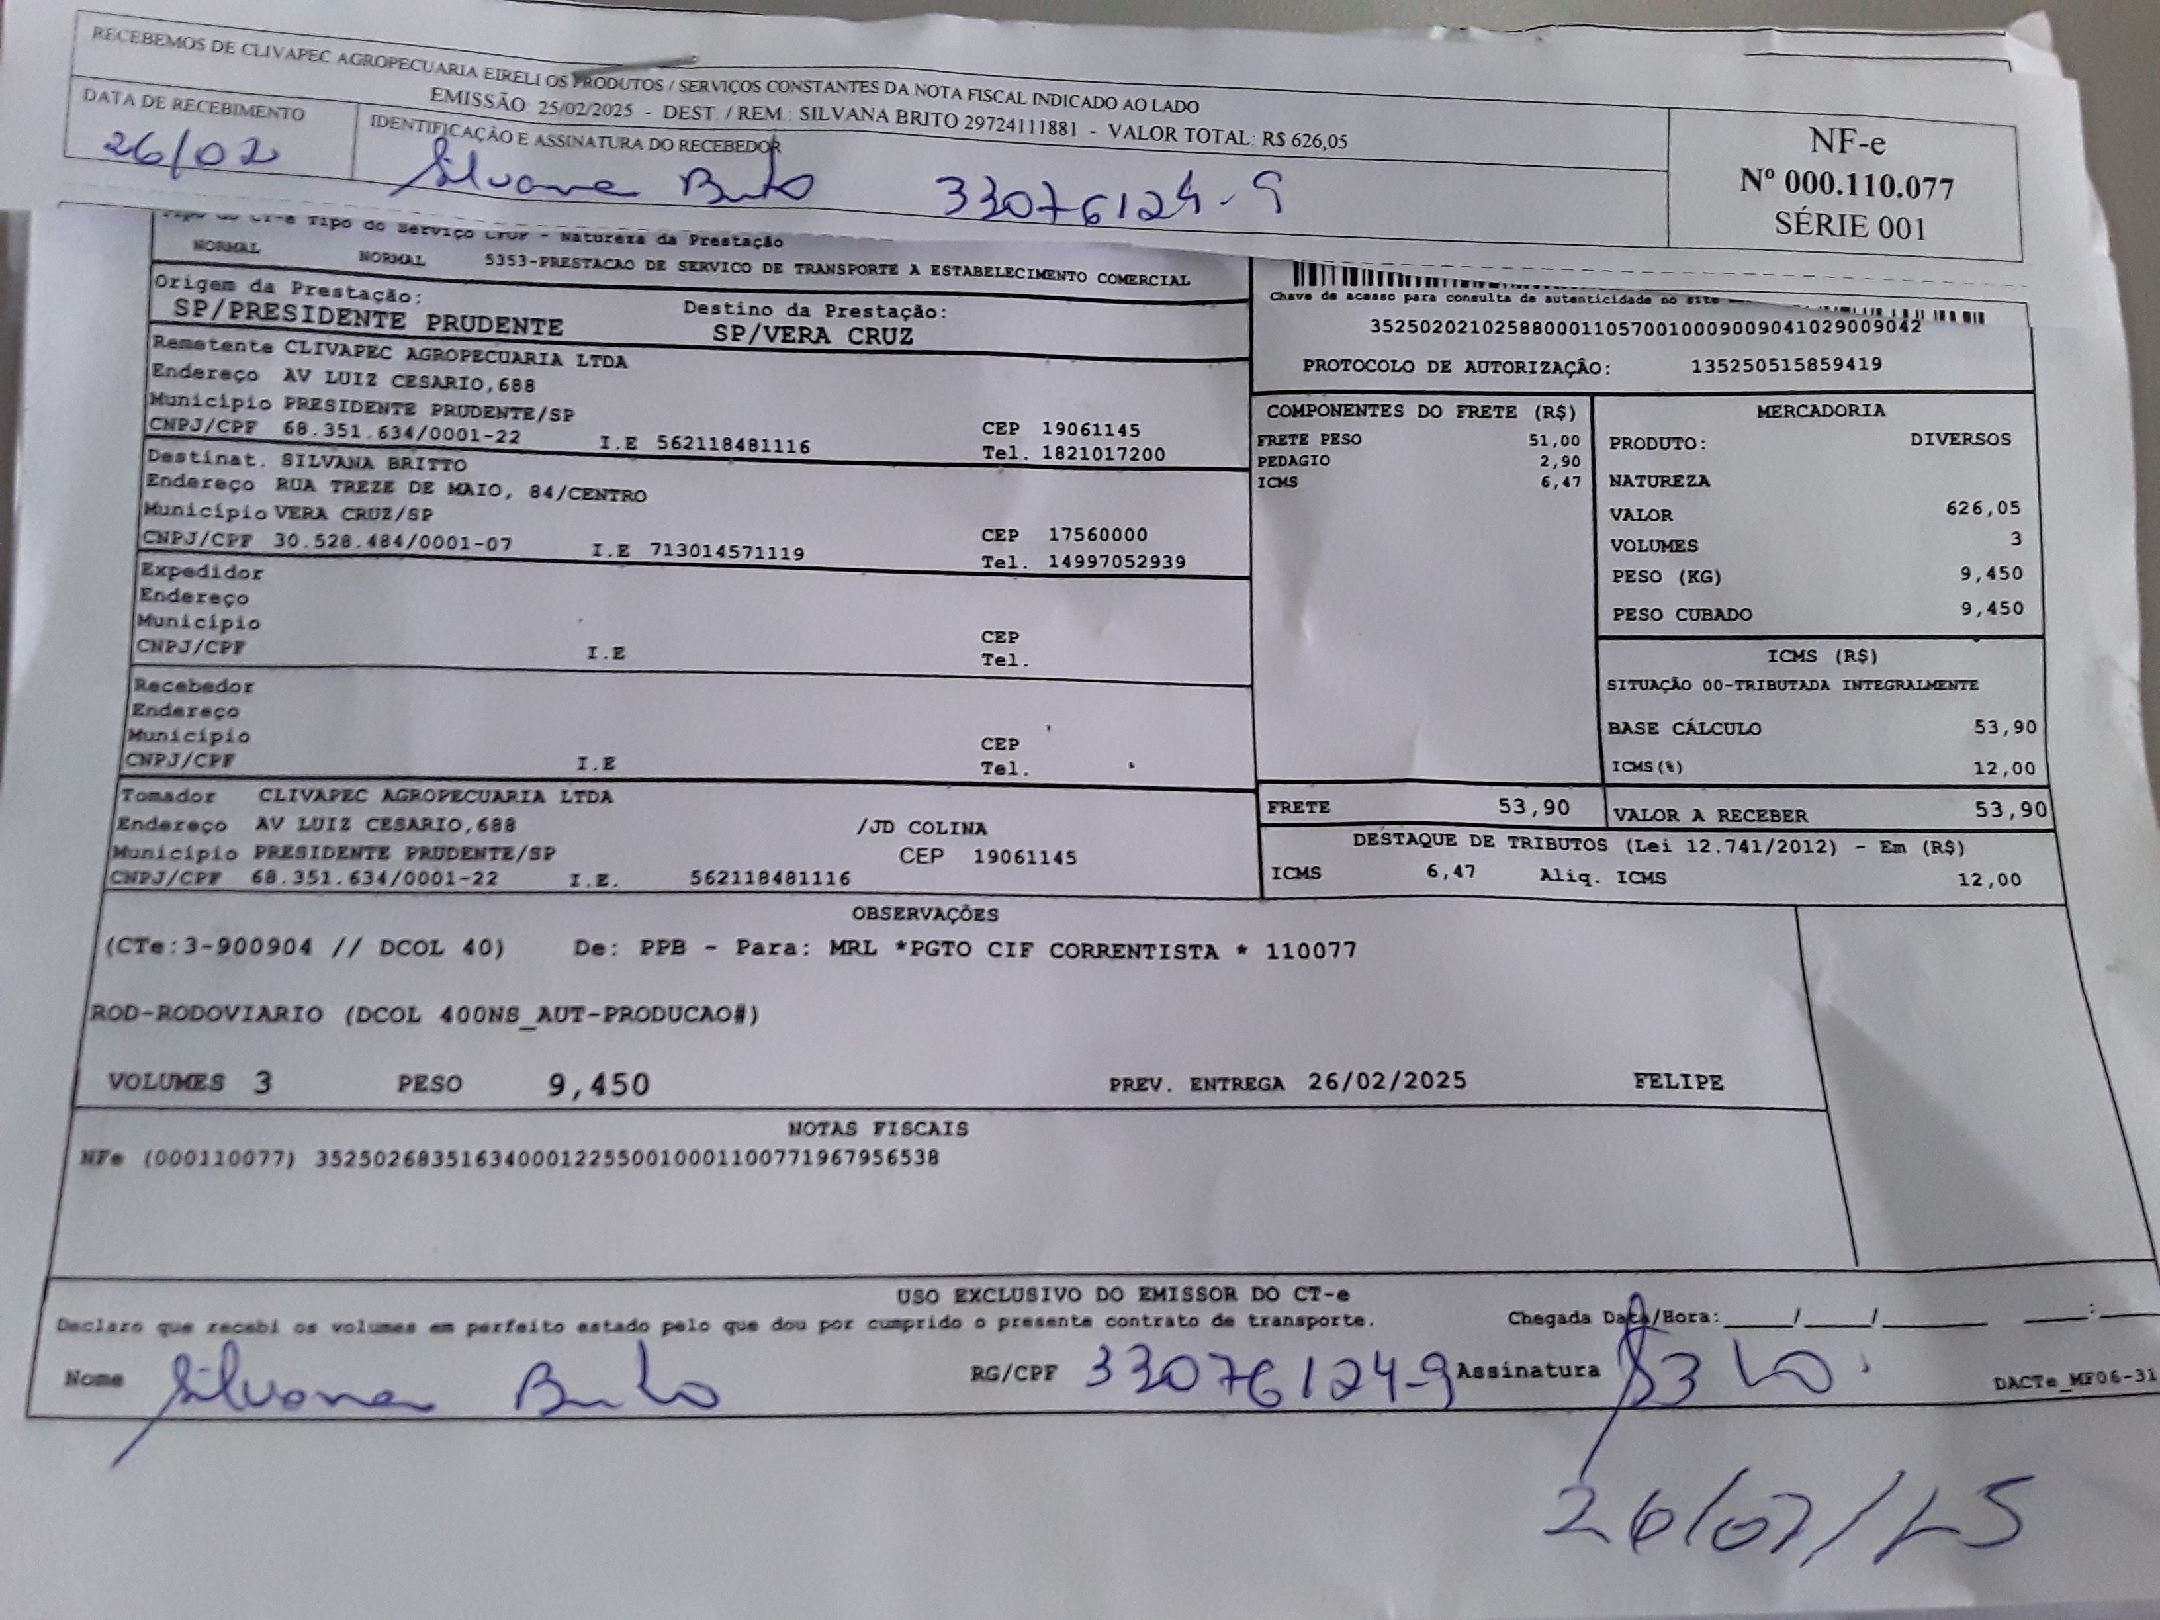 RECEBEMOS DE CLIVAPEC AGROPECUARIA EIRELI OS PRODUTOS / SERVIÇOS CONSTANTES DA NOTA FISCAL INDICADO AO LADO
EMISSÃO: 25/02/2025 - DEST. / REM.: SILVANA BRITO 29724111881 - VALOR TOTAL: R$ 626,05
DATA DE RECEBIMENTO
26/02
IDENTIFICAÇÃO E ASSINATURA DO RECEBEDOR
Silvana Brito 33076124-9
NF-e
Nº 000.110.077
SÉRIE 001
Tipo do CT-e Tipo do Serviço CFOP - Natureza da Prestação
NORMAL NORMAL 5353-PRESTACAO DE SERVICO DE TRANSPORTE A ESTABELECIMENTO COMERCIAL
Origem da Prestação: Destino da Prestação:
SP/PRESIDENTE PRUDENTE SP/VERA CRUZ
Chave de acesso para consulta de autenticidade no site
35250202102588000110570010009009041029009042
PROTOCOLO DE AUTORIZAÇÃO: 135250515859419
Remetente CLIVAPEC AGROPECUARIA LTDA
Endereço AV LUIZ CESARIO,688
Município PRESIDENTE PRUDENTE/SP CEP 19061145
CNPJ/CPF 68.351.634/0001-22 I.E 562118481116 Tel. 1821017200
Destinat. SILVANA BRITTO
Endereço RUA TREZE DE MAIO, 84/CENTRO
Município VERA CRUZ/SP CEP 17560000
CNPJ/CPF 30.528.484/0001-07 I.E 713014571119 Tel. 14997052939
Expedidor
Endereço
Município CEP
CNPJ/CPF I.E Tel.
Recebedor
Endereço
Município CEP
CNPJ/CPF I.E Tel.
Tomador CLIVAPEC AGROPECUARIA LTDA
Endereço AV LUIZ CESARIO,688 /JD COLINA
Município PRESIDENTE PRUDENTE/SP CEP 19061145
CNPJ/CPF 68.351.634/0001-22 I.E. 562118481116
COMPONENTES DO FRETE (R$)
FRETE PESO 51,00
PEDAGIO 2,90
ICMS 6,47
MERCADORIA
PRODUTO: DIVERSOS
NATUREZA
VALOR 626,05
VOLUMES 3
PESO (KG) 9,450
PESO CUBADO 9,450
ICMS (R$)
SITUAÇÃO 00-TRIBUTADA INTEGRALMENTE
BASE CÁLCULO 53,90
ICMS(%) 12,00
FRETE 53,90 VALOR A RECEBER 53,90
DESTAQUE DE TRIBUTOS (Lei 12.741/2012) - Em (R$)
ICMS 6,47 Aliq. ICMS 12,00
OBSERVAÇÕES
(CTe:3-900904 // DCOL 40) De: PPB - Para: MRL *PGTO CIF CORRENTISTA * 110077
ROD-RODOVIARIO (DCOL 400NS_AUT-PRODUCAO#)
VOLUMES 3 PESO 9,450 PREV. ENTREGA 26/02/2025 FELIPE
NOTAS FISCAIS
NFe (000110077) 35250268351634000122550010001100771967956538
USO EXCLUSIVO DO EMISSOR DO CT-e
Declaro que recebi os volumes em perfeito estado pelo que dou por cumprido o presente contrato de transporte. Chegada Data/Hora:____/____/______ ___:___
Nome Silvana Brito RG/CPF 33076124-9 Assinatura
DACTe_MF06-31
26/02/25